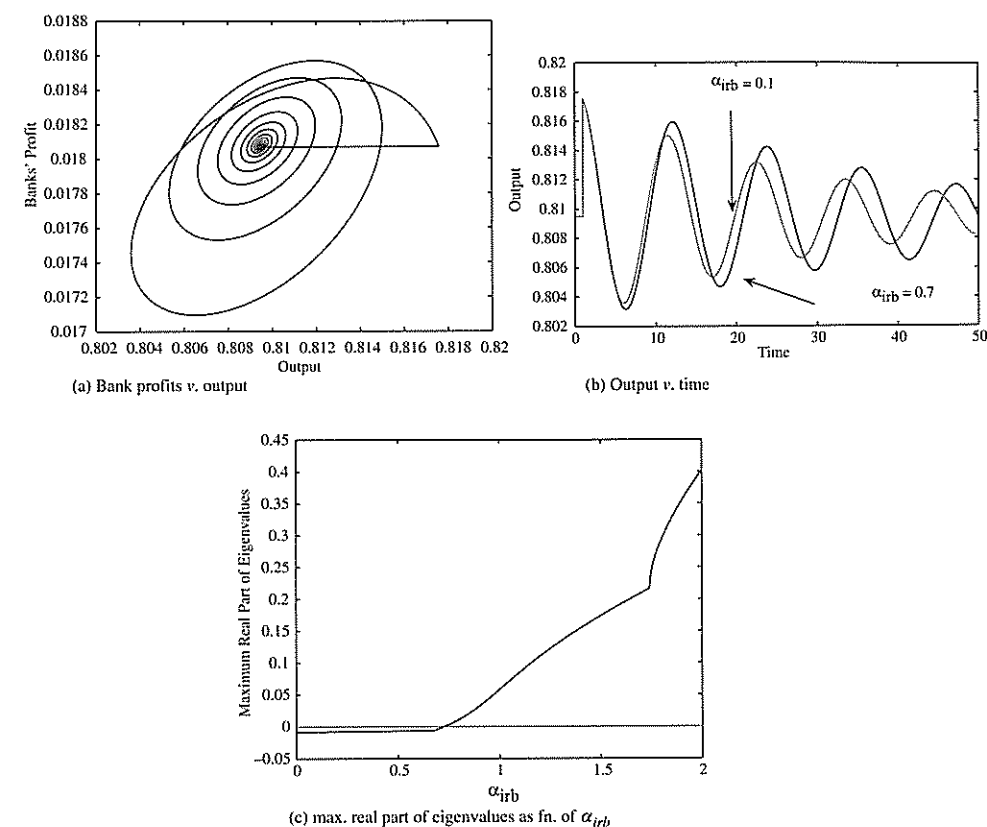 0.0188
0.0186
0.0184
0.0182
0.018
0.0178
0.0176
0.0174
0.0172
0.017
Banks' Profit
0.802 0.804 0.806 0.808 0.81 0.812 0.814 0.816 0.818 0.82
Output
(a) Bank profits v. output
0.82
0.818
0.816
0.814
0.812
0.81
0.808
0.806
0.804
0.802
Output
αirb = 0.1
αirb = 0.7
0 10 20 30 40 50
Time
(b) Output v. time
0.45
0.4
0.3
0.2
0.15
0.1
0.05
0
−0.05
Maximum Real Part of Eigenvalues
0 0.5 1 1.5 2
αirb
(c) max. real part of eigenvalues as fn. of αirb